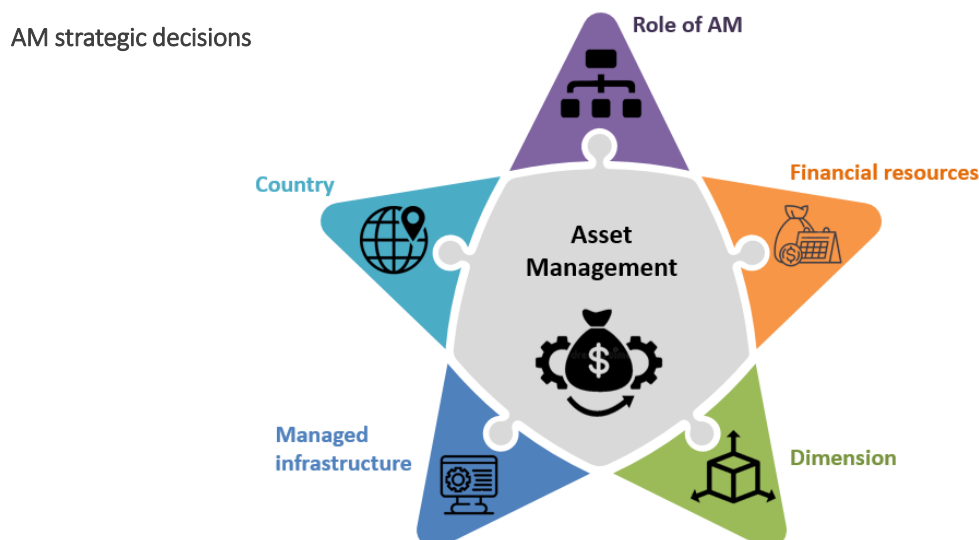 AM strategic decisions
Role of AM
Country
Financial resources
Asset
Management
$
$
Managed
infrastructure
Dimension